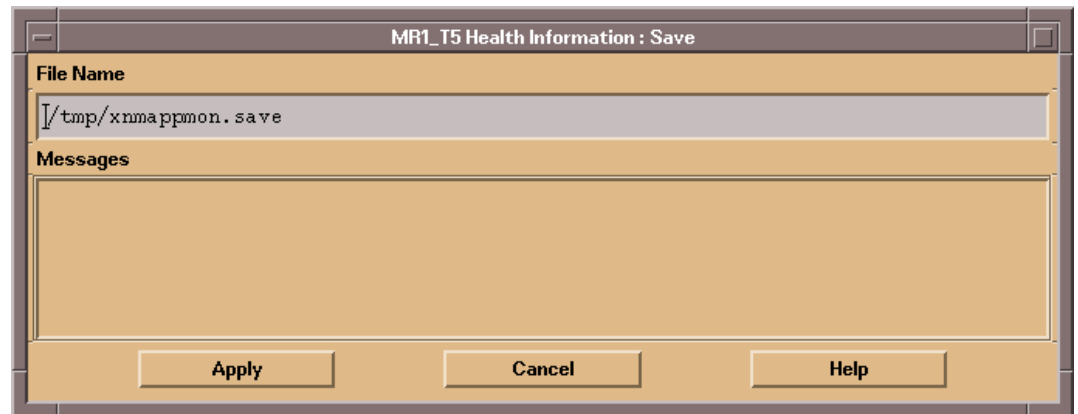 MR1_T5 Health Information : Save
File Name
/tmp/xnmappmon.save
Messages
Apply Cancel Help